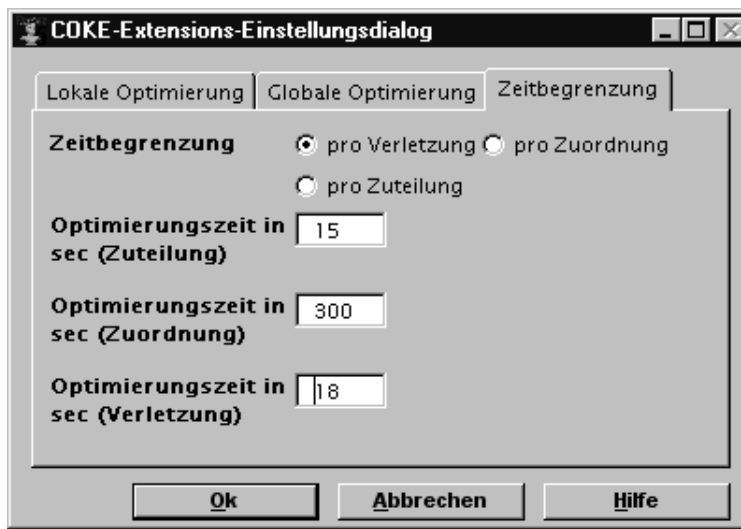 COKE-Extensions-Einstellungsdialog
Lokale Optimierung Globale Optimierung Zeitbegrenzung
Zeitbegrenzung pro Verletzung pro Zuordnung
pro Zuteilung
Optimierungszeit in 15
sec (Zuteilung)
Optimierungszeit in 300
sec (Zuordnung)
Optimierungszeit in 18
sec (Verletzung)
Ok Abbrechen Hilfe